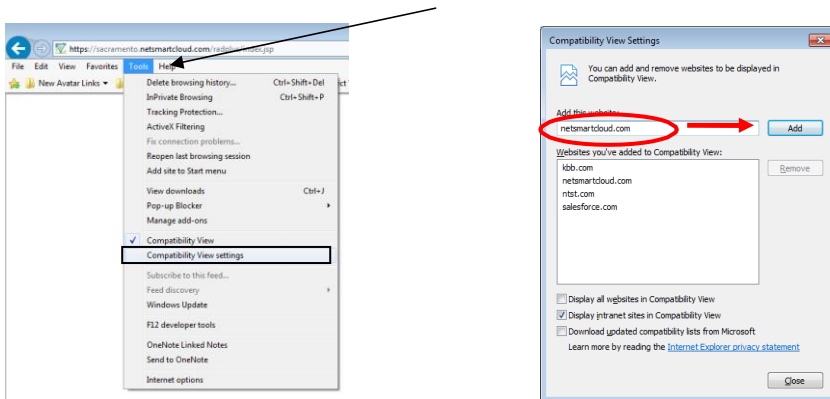 https://sacramento.netsmartcloud.com/radplus/index.jsp
File Edit View Favorites Tools Help
New Avatar Links
Delete browsing history... Ctrl+Shift+Del
InPrivate Browsing Ctrl+Shift+P
Tracking Protection...
ActiveX Filtering
Fix connection problems...
Reopen last browsing session
Add site to Start menu
View downloads Ctrl+J
Pop-up Blocker
Manage add-ons
Compatibility View
Compatibility View settings
Subscribe to this feed...
Feed discovery
Windows Update
F12 developer tools
OneNote Linked Notes
Send to OneNote
Internet options
Compatibility View Settings
You can add and remove websites to be displayed in
Compatibility View.
Add this website:
netsmartcloud.com Add
Websites you've added to Compatibility View:
kbb.com Remove
netsmartcloud.com
ntst.com
salesforce.com
Display all websites in Compatibility View
Display intranet sites in Compatibility View
Download updated compatibility lists from Microsoft
Learn more by reading the Internet Explorer privacy statement
Close